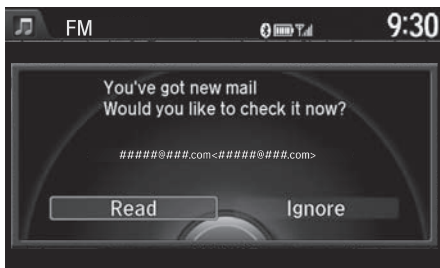 FM
9:30
You've got new mail
Would you like to check it now?
#####@###.com<#####@###.com>
Read
Ignore